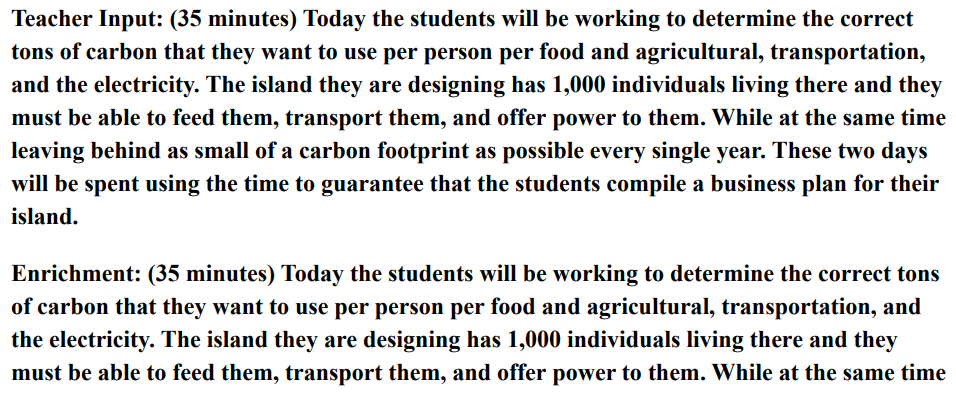 Teacher Input: (35 minutes) Today the students will be working to determine the correct
tons of carbon that they want to use per person per food and agricultural, transportation,
and the electricity. The island they are designing has 1,000 individuals living there and they
must be able to feed them, transport them, and offer power to them. While at the same time
leaving behind as small of a carbon footprint as possible every single year. These two days
will be spent using the time to guarantee that the students compile a business plan for their
island.
Enrichment: (35 minutes) Today the students will be working to determine the correct tons
of carbon that they want to use per person per food and agricultural, transportation, and
the electricity. The island they are designing has 1,000 individuals living there and they
must be able to feed them, transport them, and offer power to them. While at the same time